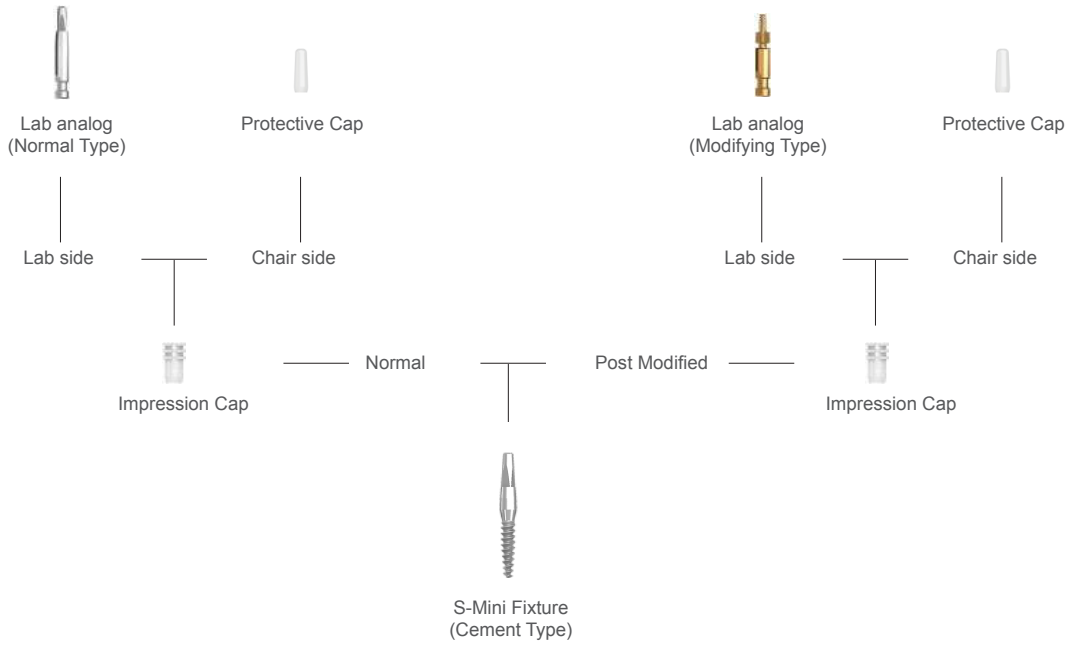 Lab analog
(Normal Type)
Protective Cap
Lab analog
(Modifying Type)
Protective Cap
Lab side
Chair side
Lab side
Chair side
Normal
Post Modified
Impression Cap
Impression Cap
S-Mini Fixture
(Cement Type)